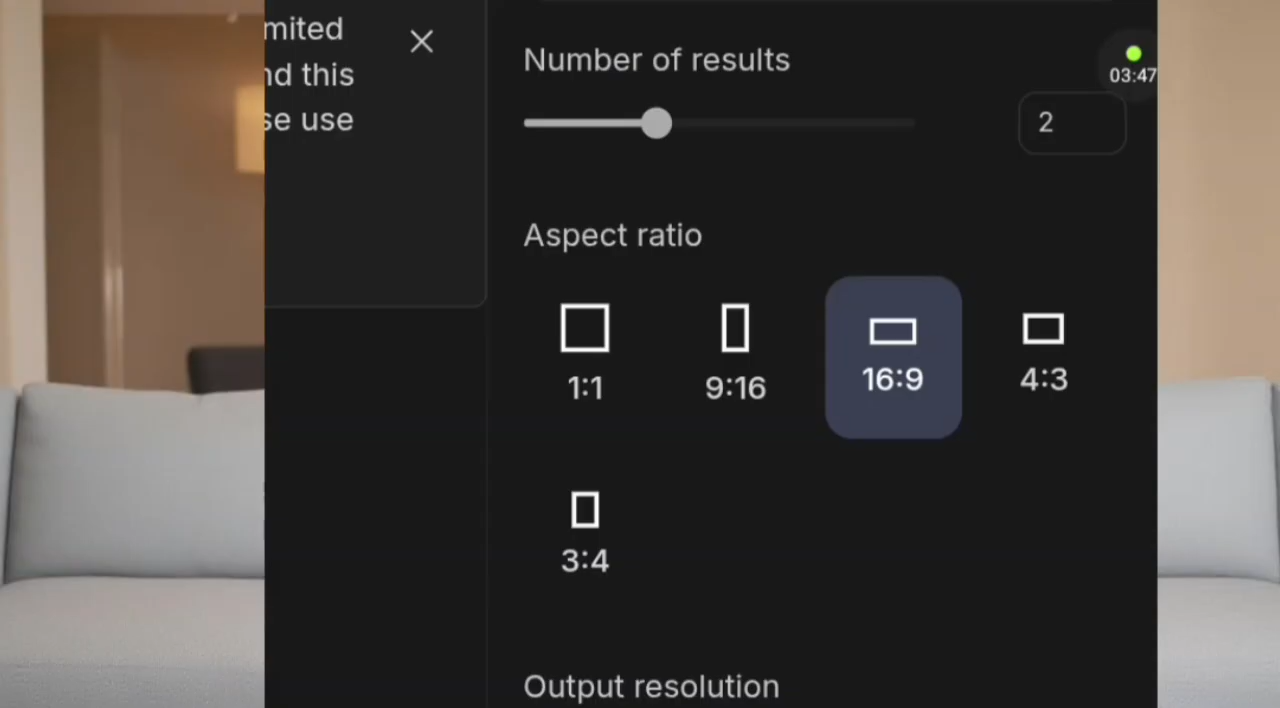 mited
nd this
se use
Number of results
03:47
2
Aspect ratio
1:1
9:16
16:9
4:3
3:4
Output resolution